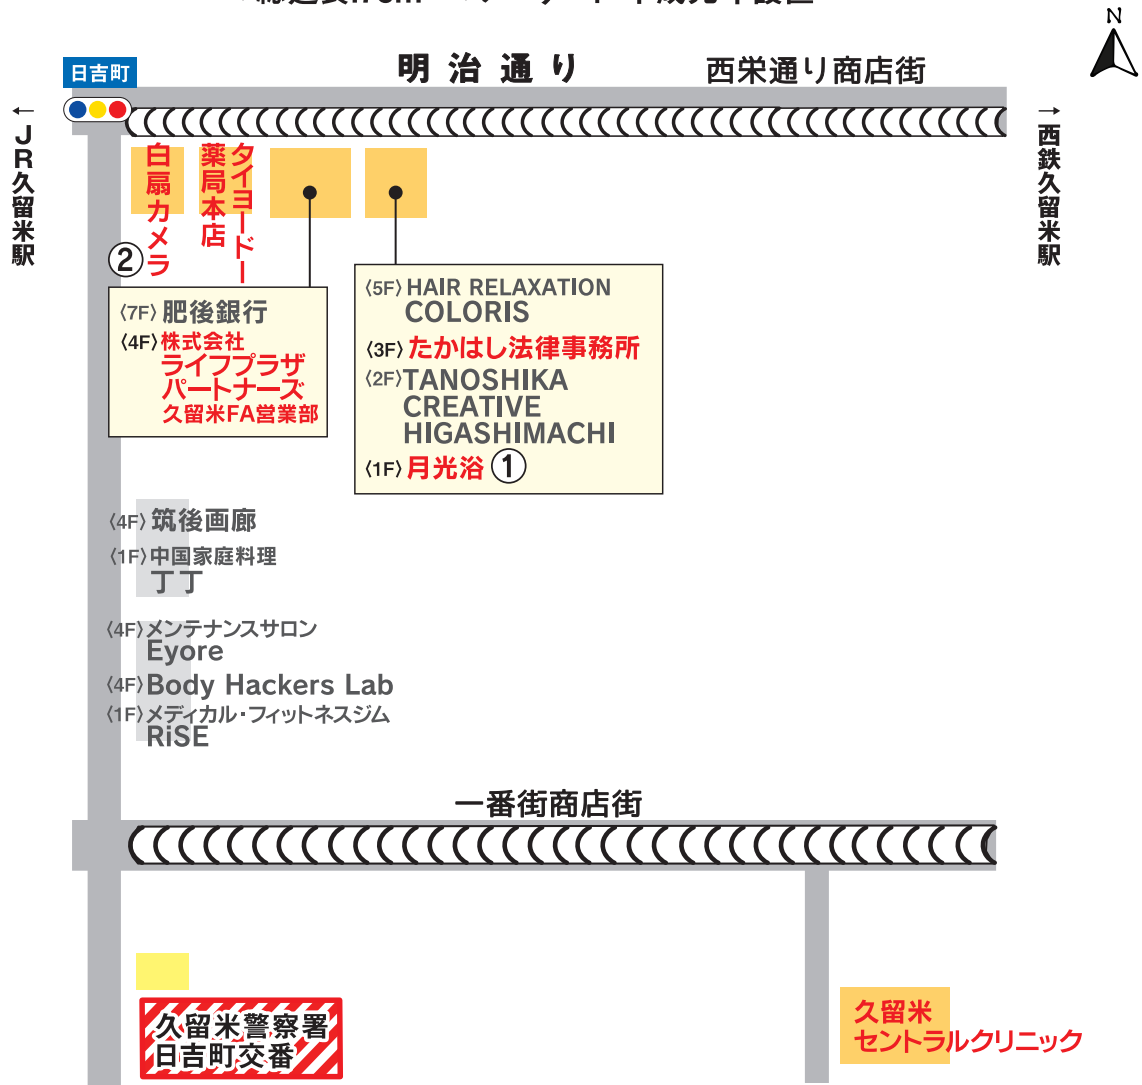 N
日吉町
明治通り
西栄通り商店街
←JR久留米駅
→西鉄久留米駅
白扇カメラ
タイヨードー
薬局本店
②
〈7F〉肥後銀行
〈4F〉株式会社
ライフプラザ
パートナーズ
久留米FA営業部
〈5F〉HAIR RELAXATION
COLORIS
〈3F〉たかはし法律事務所
〈2F〉TANOSHIKA
CREATIVE
HIGASHIMACHI
〈1F〉月光浴 ①
〈4F〉筑後画廊
〈1F〉中国家庭料理
丁丁
〈4F〉メンテナンスサロン
Eyore
〈4F〉Body Hackers Lab
〈1F〉メディカル・フィットネスジム
RiSE
一番街商店街
久留米警察署
日吉町交番
久留米
セントラルクリニック